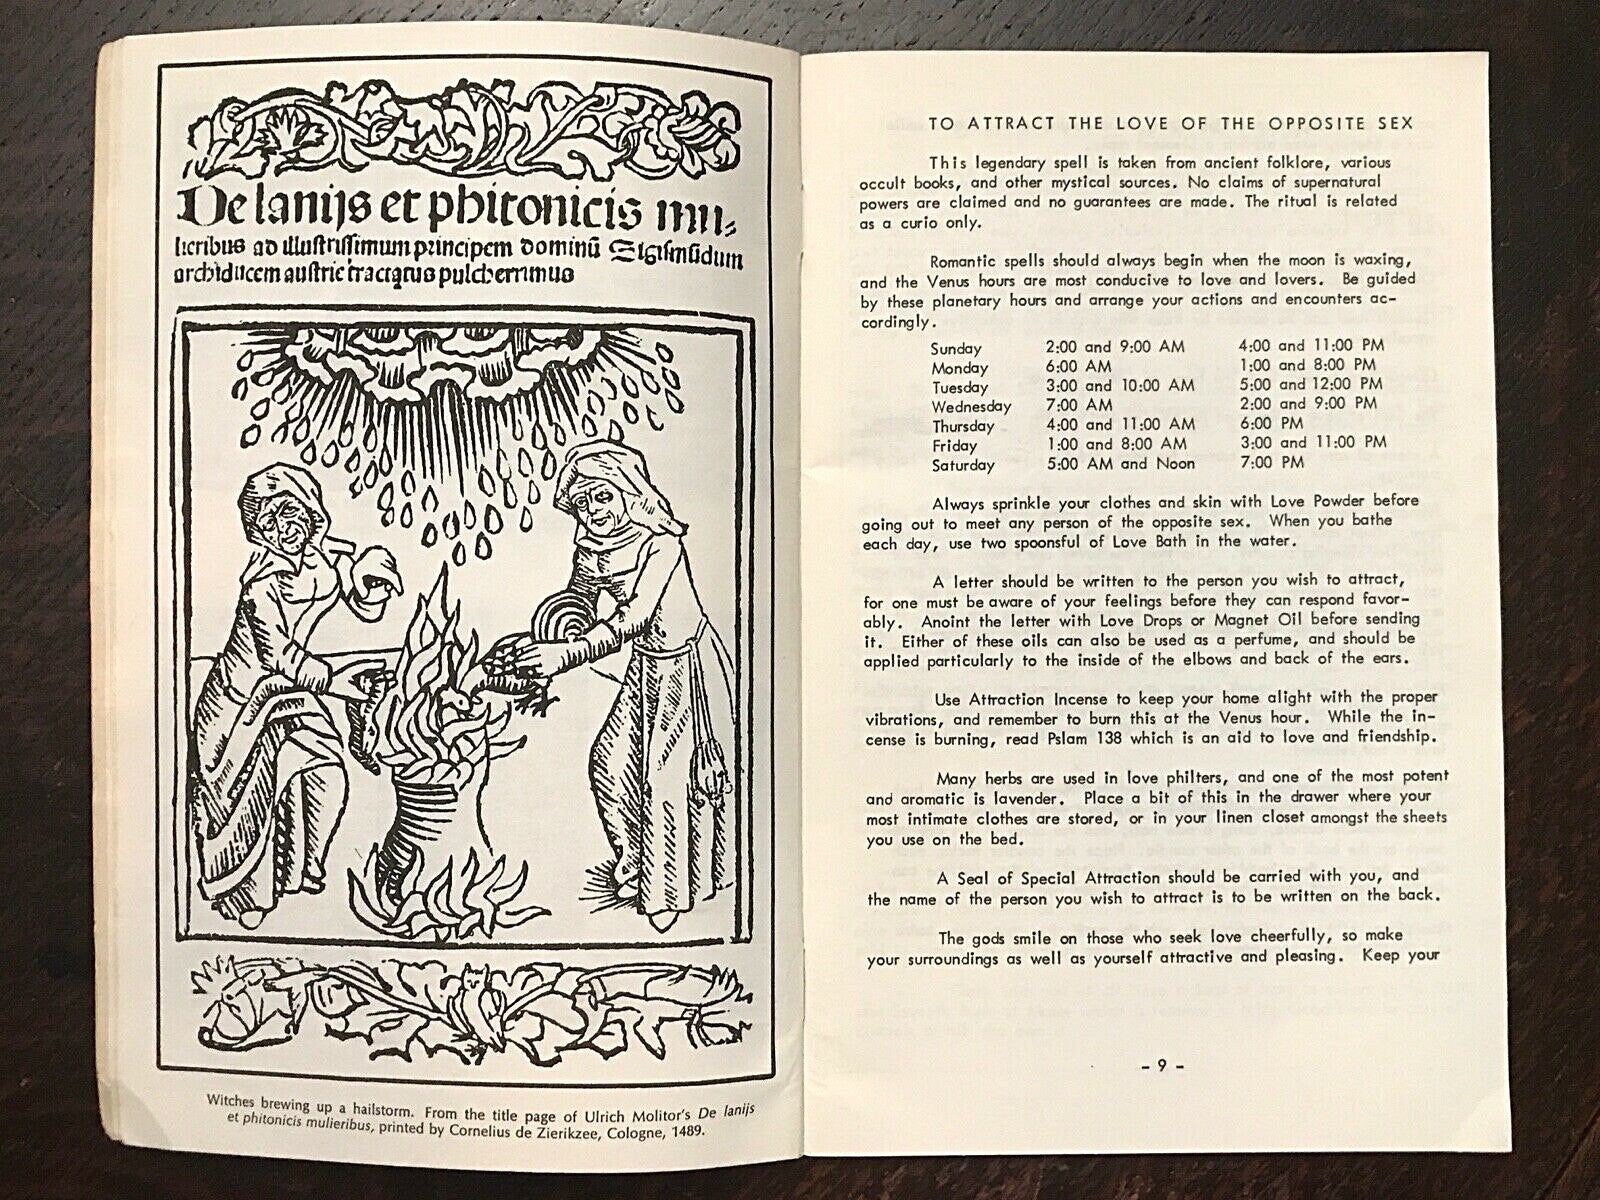 De lanijs et phitonicis mu-
lieribus ad illustrissimum principem dominū Sigismūdum
archiducem austrie tractatus pulcherrimus
Witches brewing up a hailstorm. From the title page of Ulrich Molitor's De lanijs
et phitonicis mulieribus, printed by Cornelius de Zierikzee, Cologne, 1489.
TO ATTRACT THE LOVE OF THE OPPOSITE SEX
This legendary spell is taken from ancient folklore, various
occult books, and other mystical sources. No claims of supernatural
powers are claimed and no guarantees are made. The ritual is related
as a curio only.
Romantic spells should always begin when the moon is waxing,
and the Venus hours are most conducive to love and lovers. Be guided
by these planetary hours and arrange your actions and encounters ac-
cordingly.
Sunday 2:00 and 9:00 AM 4:00 and 11:00 PM
Monday 6:00 AM 1:00 and 8:00 PM
Tuesday 3:00 and 10:00 AM 5:00 and 12:00 PM
Wednesday 7:00 AM 2:00 and 9:00 PM
Thursday 4:00 and 11:00 AM 6:00 PM
Friday 1:00 and 8:00 AM 3:00 and 11:00 PM
Saturday 5:00 AM and Noon 7:00 PM
Always sprinkle your clothes and skin with Love Powder before
going out to meet any person of the opposite sex. When you bathe
each day, use two spoonsful of Love Bath in the water.
A letter should be written to the person you wish to attract,
for one must be aware of your feelings before they can respond favor-
ably. Anoint the letter with Love Drops or Magnet Oil before sending
it. Either of these oils can also be used as a perfume, and should be
applied particularly to the inside of the elbows and back of the ears.
Use Attraction Incense to keep your home alight with the proper
vibrations, and remember to burn this at the Venus hour. While the in-
cense is burning, read Pslam 138 which is an aid to love and friendship.
Many herbs are used in love philters, and one of the most potent
and aromatic is lavender. Place a bit of this in the drawer where your
most intimate clothes are stored, or in your linen closet amongst the sheets
you use on the bed.
A Seal of Special Attraction should be carried with you, and
the name of the person you wish to attract is to be written on the back.
The gods smile on those who seek love cheerfully, so make
your surroundings as well as yourself attractive and pleasing. Keep your
- 9 -